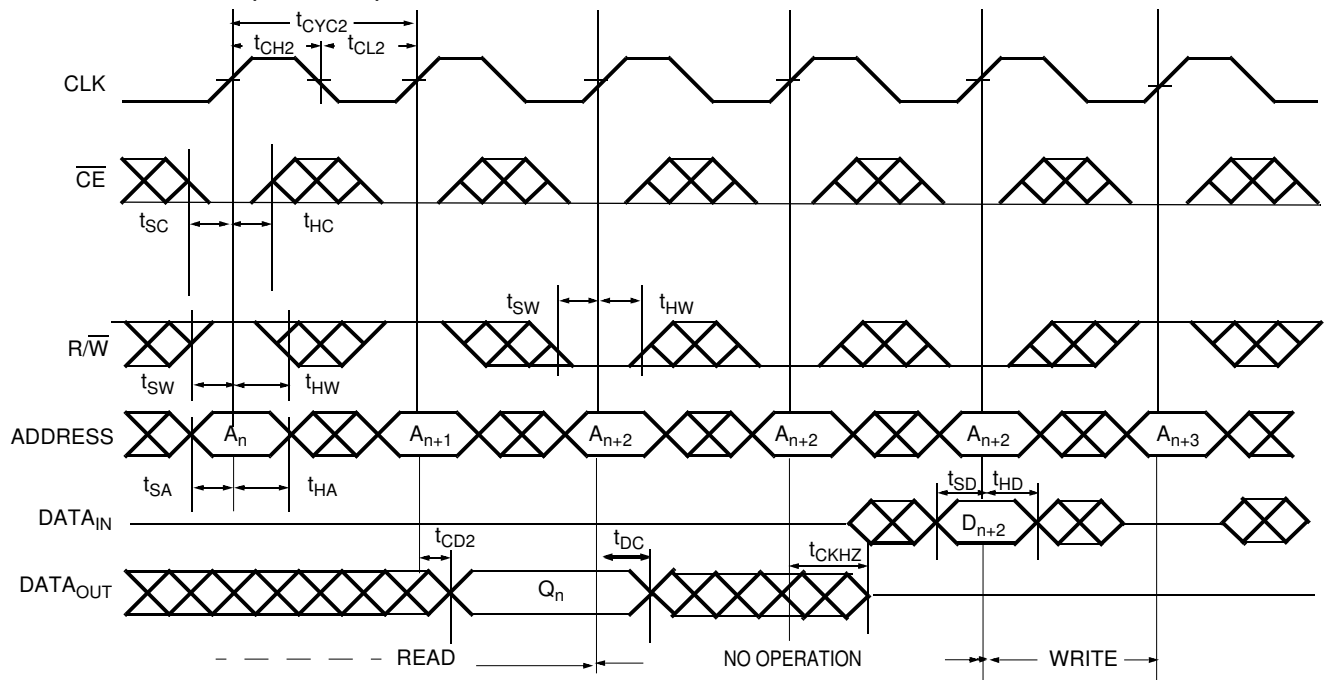 tCYC2
tCH2 tCL2
CLK
CE
tSC tHC
tSW tHW
R/W
tSW tHW
ADDRESS An An+1 An+2 An+2 An+2 An+3
tSA tHA tSD tHD
DATAIN Dn+2
tCD2 tDC tCKHZ
DATAOUT Qn
READ NO OPERATION WRITE